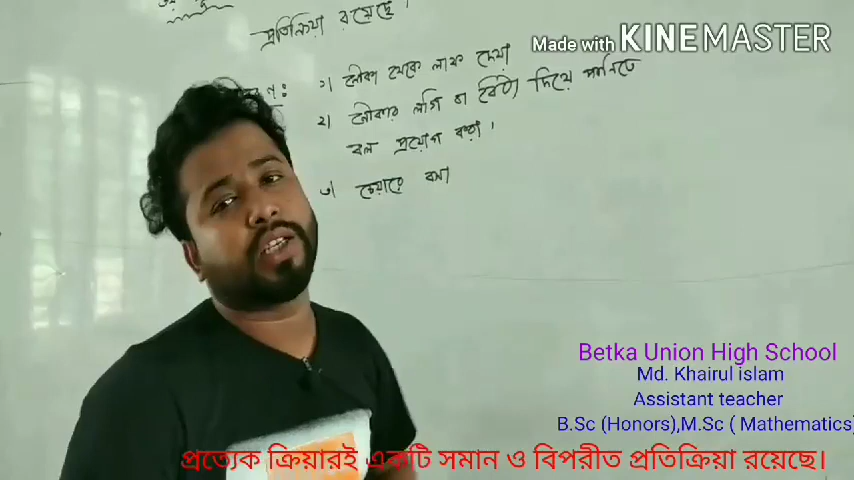 প্রতিক্রিয়া রয়েছে।
Made with KINEMASTER
১। নৌকা থেকে লাফ দেয়া
২। নৌকার লগি বা বৈঠা দিয়ে পানিতে
বল প্রয়োগ করা।
৩। চেয়ারে বসা
Betka Union High School
Md. Khairul islam
Assistant teacher
B.Sc (Honors),M.Sc ( Mathematics)
প্রত্যেক ক্রিয়ারই একটি সমান ও বিপরীত প্রতিক্রিয়া রয়েছে।